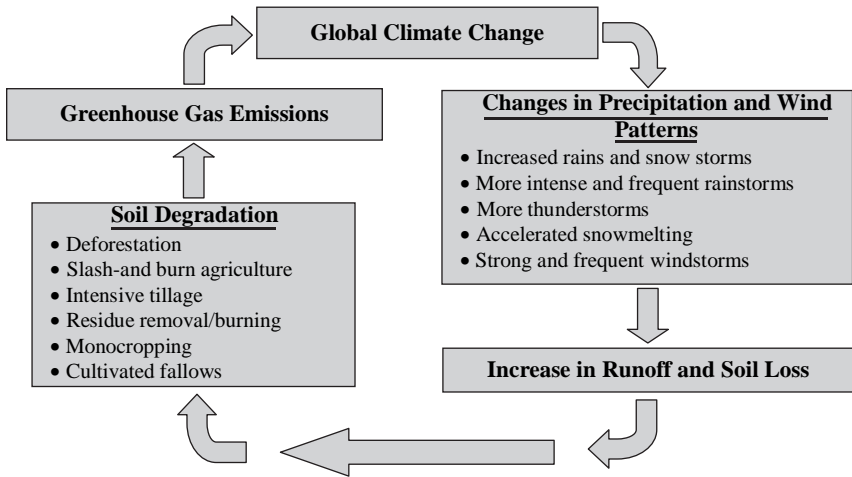 Global Climate Change
Greenhouse Gas Emissions
Changes in Precipitation and Wind
Patterns
• Increased rains and snow storms
• More intense and frequent rainstorms
• More thunderstorms
• Accelerated snowmelting
• Strong and frequent windstorms
Soil Degradation
• Deforestation
• Slash-and burn agriculture
• Intensive tillage
• Residue removal/burning
• Monocropping
• Cultivated fallows
Increase in Runoff and Soil Loss